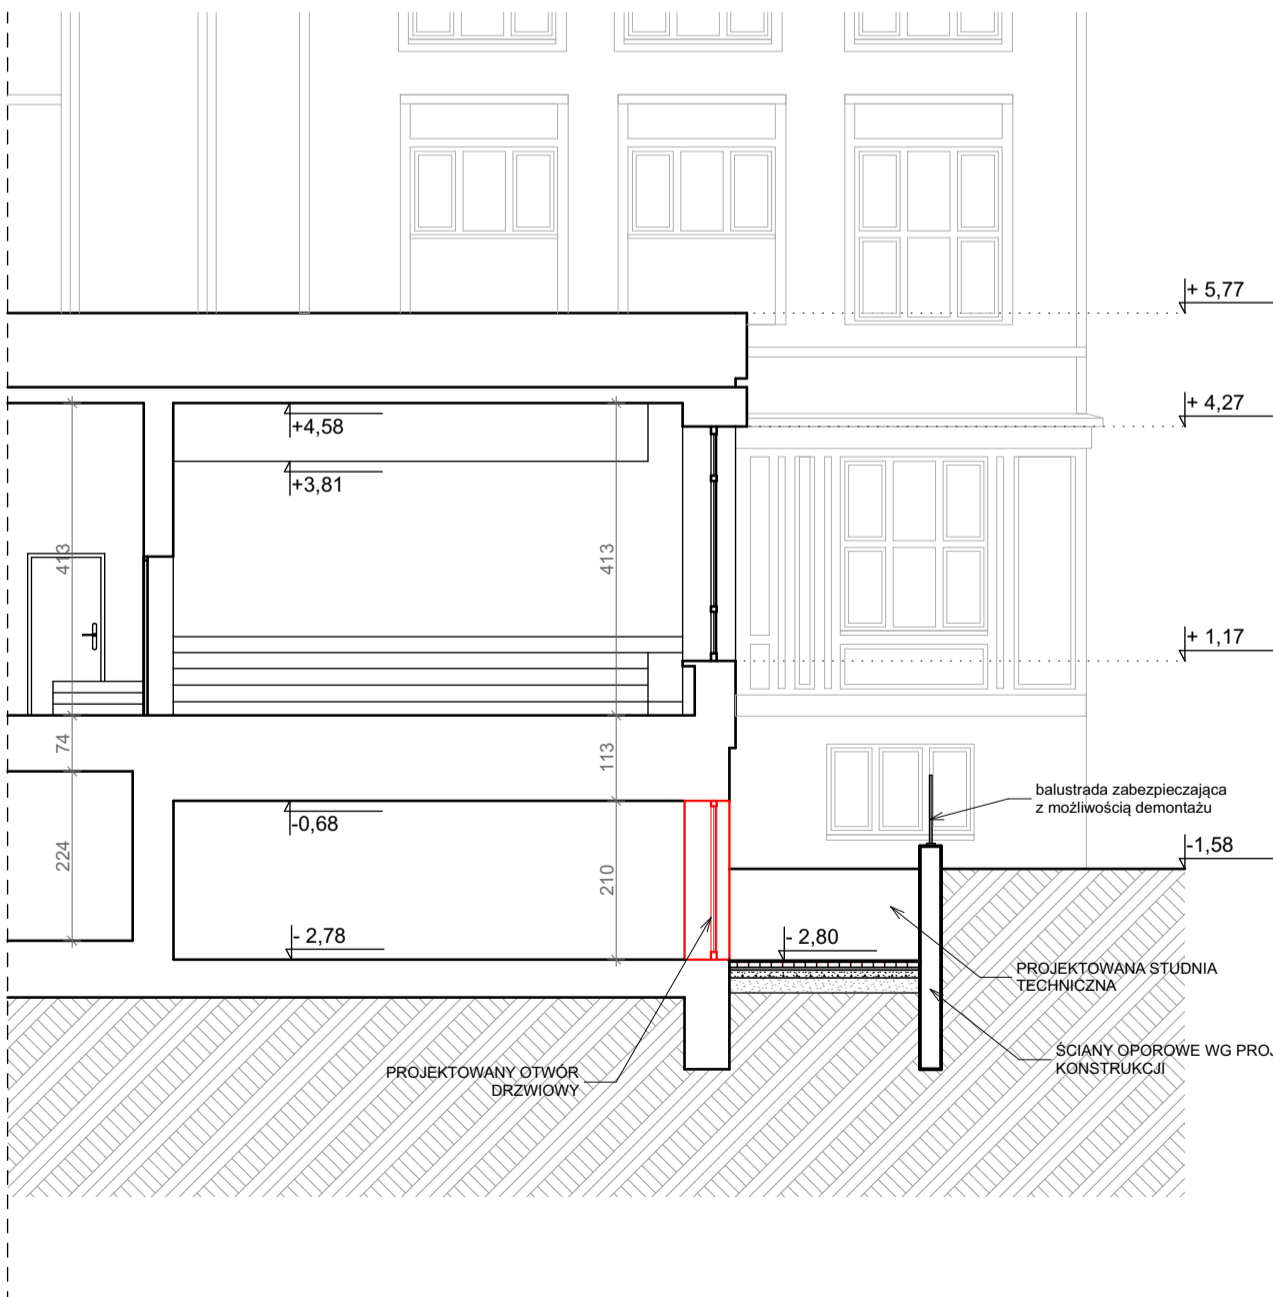 + 5,77
+ 4,27
+4,58
+3,81
413
413
+ 1,17
74
113
balustrada zabezpieczająca
z możliwością demontażu
-0,68
-1,58
224
210
- 2,78
- 2,80
PROJEKTOWANA STUDNIA
TECHNICZNA
ŚCIANY OPOROWE WG PROJ
KONSTRUKCJI
PROJEKTOWANY OTWÓR
DRZWIOWY